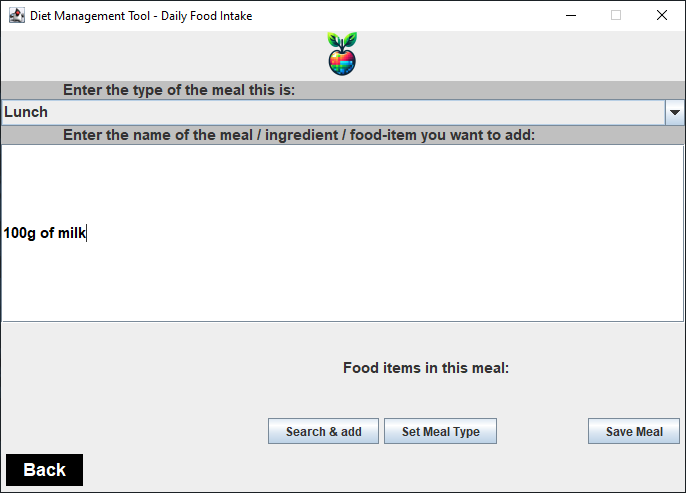 Diet Management Tool - Daily Food Intake
Enter the type of the meal this is:
Lunch
Enter the name of the meal / ingredient / food-item you want to add:
100g of milk
Food items in this meal:
Search & add
Set Meal Type
Save Meal
Back